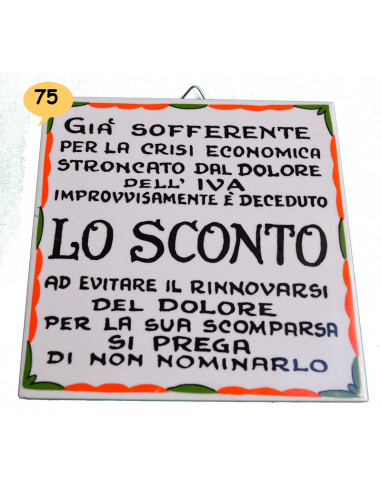 75
GIA' SOFFERENTE
PER LA CRISI ECONOMICA
STRONCATO DAL DOLORE
DELL'IVA
IMPROVVISAMENTE È DECEDUTO
LO SCONTO
AD EVITARE IL RINNOVARSI
DEL DOLORE
PER LA SUA SCOMPARSA
SI PREGA
DI NON NOMINARLO